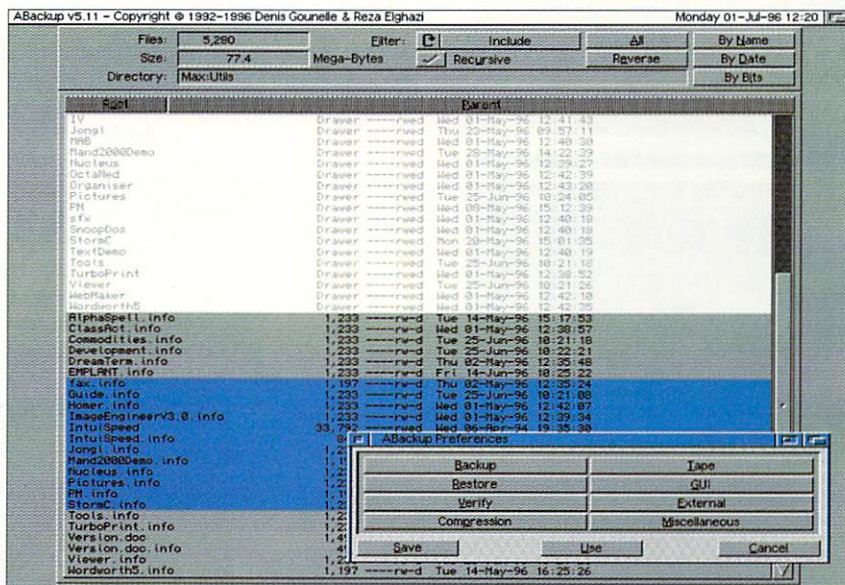 ABackup v5.11 - Copyright © 1992-1996 Denis Gounelle & Reza Elghazi Monday 01-Jul-96 12:20
Files: 5,280 Filter: Include All By Name
Size: 77.4 Mega-Bytes Recursive Reverse By Date
Directory: Max:Utils By Bits
Root Parent
IV Drawer ----rwed Wed 01-May-96 12:41:43
Jongl Drawer ----rwed Thu 23-May-96 09:57:11
MAB Drawer ----rwed Wed 01-May-96 12:40:30
Mand2000Demo Drawer ----rwed Tue 28-May-96 14:22:39
Nucleus Drawer ----rwed Wed 01-May-96 12:39:27
OctaMed Drawer ----rwed Wed 01-May-96 12:42:39
Organiser Drawer ----rwed Wed 01-May-96 12:43:20
Pictures Drawer ----rwed Tue 25-Jun-96 10:24:05
PM Drawer ----rwed Wed 08-May-96 15:12:39
sfx Drawer ----rwed Wed 01-May-96 12:40:18
SnoopDos Drawer ----rwed Wed 01-May-96 12:40:18
StormC Drawer ----rwed Mon 20-May-96 15:01:35
TextDemo Drawer ----rwed Wed 01-May-96 12:40:19
Tools Drawer ----rwed Tue 25-Jun-96 10:21:18
TurboPrint Drawer ----rwed Wed 01-May-96 12:38:52
Viewer Drawer ----rwed Tue 25-Jun-96 10:21:26
WebMaker Drawer ----rwed Wed 01-May-96 12:42:10
Wordworth5 Drawer ----rwed Wed 01-May-96 12:42:35
AlphaSpell.info 1,233 ----rw-d Tue 14-May-96 15:17:53
ClassAct.info 1,233 ----rw-d Wed 01-May-96 12:38:57
Commodities.info 1,233 ----rw-d Tue 25-Jun-96 10:21:18
Development.info 1,233 ----rw-d Tue 25-Jun-96 10:22:21
DreamTerm.info 1,233 ----rw-d Thu 02-May-96 12:35:48
EMPLANT.info 1,233 ----rw-d Fri 14-Jun-96 10:25:22
fax.info 1,197 ----rw-d Thu 02-May-96 12:35:24
Guide.info 1,233 ----rw-d Tue 25-Jun-96 10:21:08
Homer.info 1,233 ----rw-d Wed 01-May-96 12:42:07
ImageEngineerV3.0.info 1,233 ----rw-d Wed 01-May-96 12:39:34
IntuiSpeed 33,792 ----rwed Wed 06-Apr-94 19:35:30
IntuiSpeed.info
Jongl.info
Mand2000Demo.info
Nucleus.info
Pictures.info
PM.info
StormC.info
Tools.info
TurboPrint.info
Version.doc
Version.doc.info
Viewer.info
Wordworth5.info 1,197 ----rw-d Tue 14-May-96 16:25:26
ABackup Preferences
Backup Tape
Restore GUI
Verify External
Compression Miscellaneous
Save Use Cancel